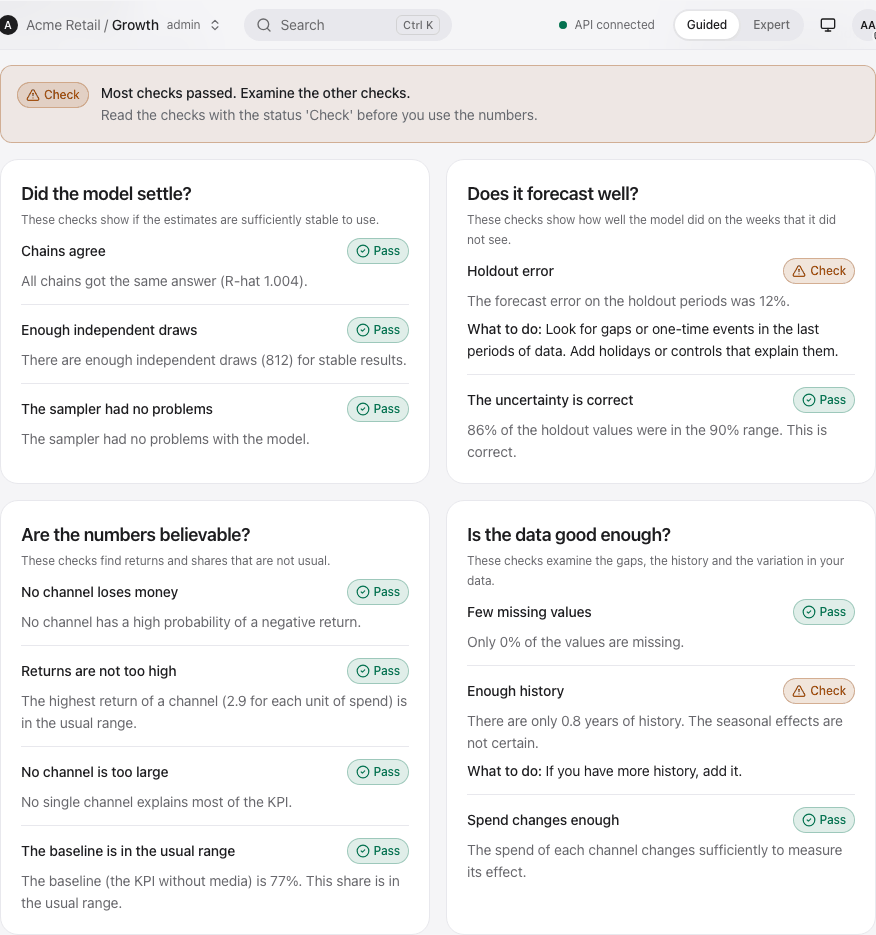 A Acme Retail / Growth admin
Search Ctrl K
API connected
Guided Expert
AA
Check
Most checks passed. Examine the other checks.
Read the checks with the status 'Check' before you use the numbers.
Did the model settle?
These checks show if the estimates are sufficiently stable to use.
Chains agree Pass
All chains got the same answer (R-hat 1.004).
Enough independent draws Pass
There are enough independent draws (812) for stable results.
The sampler had no problems Pass
The sampler had no problems with the model.
Does it forecast well?
These checks show how well the model did on the weeks that it did
not see.
Holdout error Check
The forecast error on the holdout periods was 12%.
What to do: Look for gaps or one-time events in the last
periods of data. Add holidays or controls that explain them.
The uncertainty is correct Pass
86% of the holdout values were in the 90% range. This is
correct.
Are the numbers believable?
These checks find returns and shares that are not usual.
No channel loses money Pass
No channel has a high probability of a negative return.
Returns are not too high Pass
The highest return of a channel (2.9 for each unit of spend) is
in the usual range.
No channel is too large Pass
No single channel explains most of the KPI.
The baseline is in the usual range Pass
The baseline (the KPI without media) is 77%. This share is in
the usual range.
Is the data good enough?
These checks examine the gaps, the history and the variation in your
data.
Few missing values Pass
Only 0% of the values are missing.
Enough history Check
There are only 0.8 years of history. The seasonal effects are
not certain.
What to do: If you have more history, add it.
Spend changes enough Pass
The spend of each channel changes sufficiently to measure
its effect.